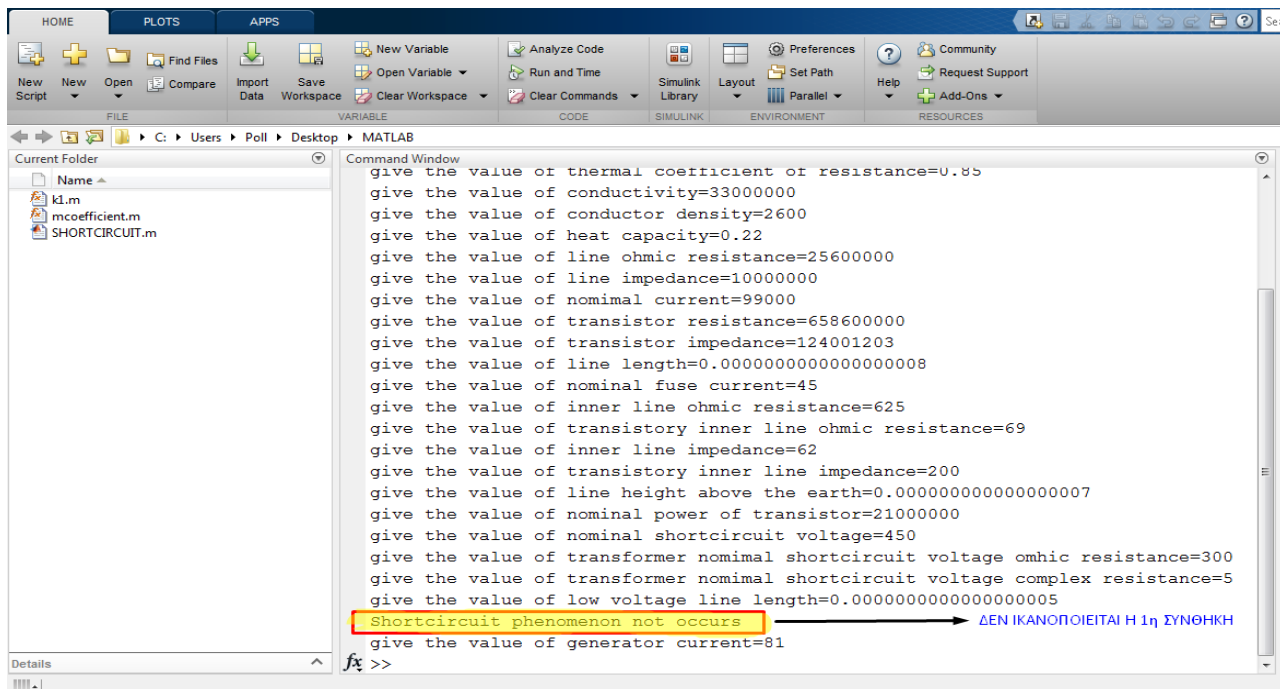 HOME PLOTS APPS
Sea
New Script
New
Open
Find Files
Compare
Import Data
Save Workspace
New Variable
Open Variable
Clear Workspace
Analyze Code
Run and Time
Clear Commands
Simulink Library
Layout
Preferences
Set Path
Parallel
Help
Community
Request Support
Add-Ons
FILE VARIABLE CODE SIMULINK ENVIRONMENT RESOURCES
C: Users Poll Desktop MATLAB
Current Folder
Name
k1.m
mcoefficient.m
SHORTCIRCUIT.m
Details
Command Window
give the value of thermal coefficient of resistance=0.85
give the value of conductivity=33000000
give the value of conductor density=2600
give the value of heat capacity=0.22
give the value of line ohmic resistance=25600000
give the value of line impedance=10000000
give the value of nomimal current=99000
give the value of transistor resistance=658600000
give the value of transistor impedance=124001203
give the value of line length=0.0000000000000000008
give the value of nominal fuse current=45
give the value of inner line ohmic resistance=625
give the value of transistory inner line ohmic resistance=69
give the value of inner line impedance=62
give the value of transistory inner line impedance=200
give the value of line height above the earth=0.000000000000000007
give the value of nominal power of transistor=21000000
give the value of nominal shortcircuit voltage=450
give the value of transformer nomimal shortcircuit voltage omhic resistance=300
give the value of transformer nomimal shortcircuit voltage complex resistance=5
give the value of low voltage line length=0.0000000000000000005
Shortcircuit phenomenon not occurs ΔΕΝ ΙΚΑΝΟΠΟΙΕΙΤΑΙ Η 1η ΣΥΝΘΗΚΗ
give the value of generator current=81
fx >>